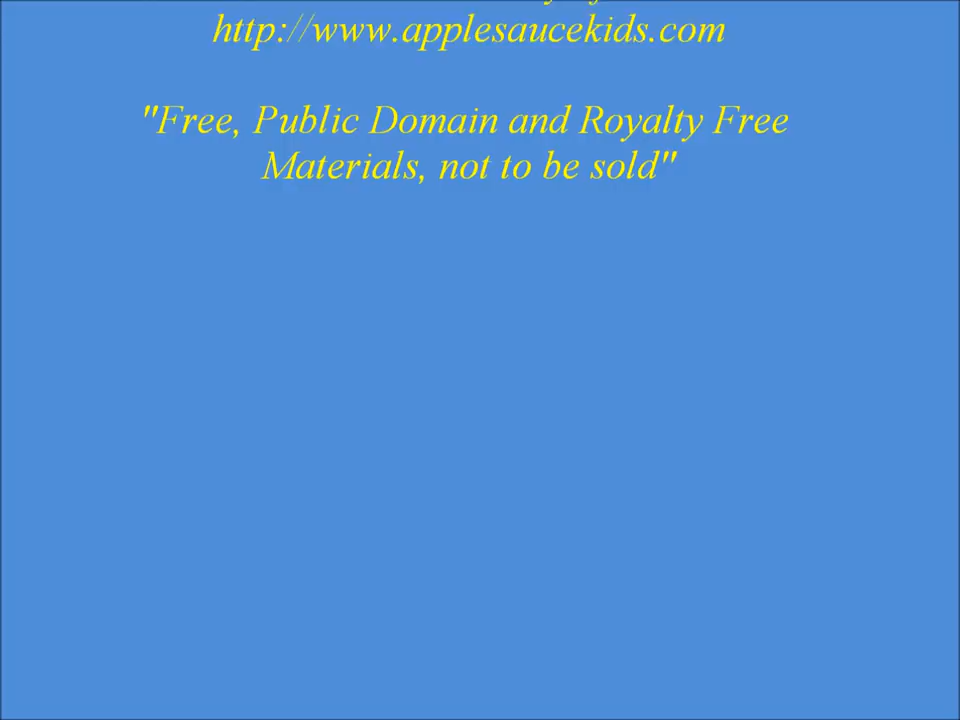 http://www.applesaucekids.com
"Free, Public Domain and Royalty Free
Materials, not to be sold"